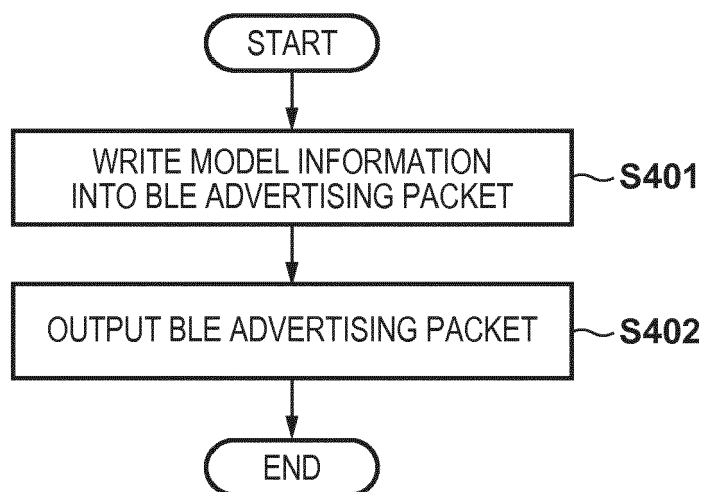 START
WRITE MODEL INFORMATION
INTO BLE ADVERTISING PACKET
S401
OUTPUT BLE ADVERTISING PACKET
S402
END